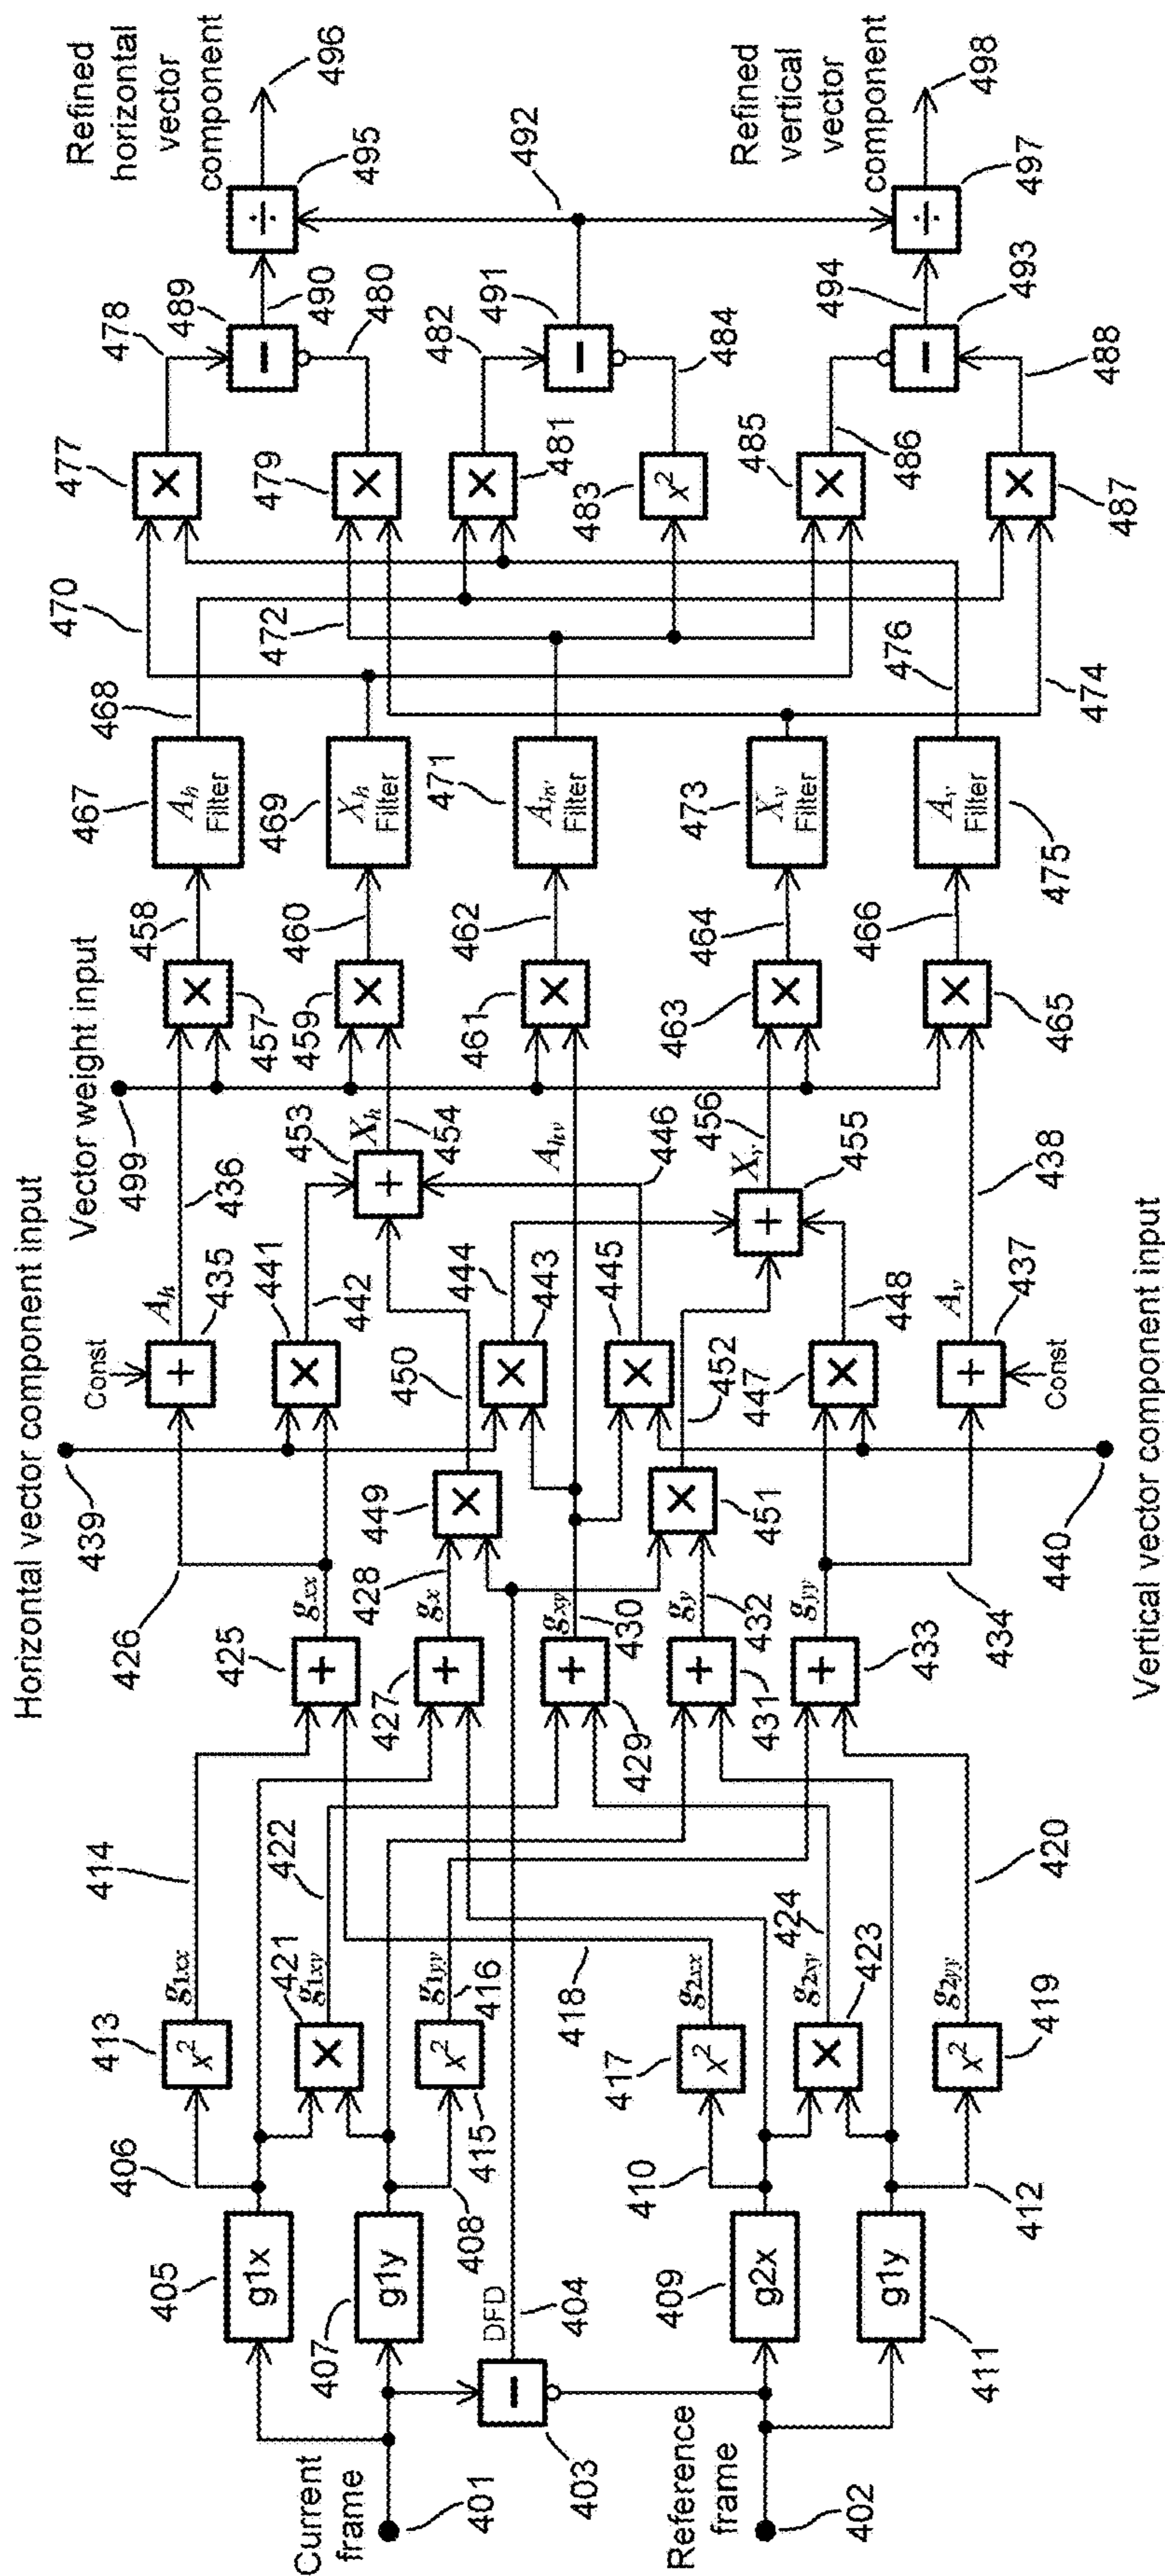 Horizontal vector component input
439
Vector weight input
499
Current
frame
401
Reference
frame
402
403
DFD
404
405
g1x
406
407
g1y
408
409
g2x
410
411
g1y
412
413
x²
g1xx
414
415
x²
g1yy
416
417
x²
g2xx
418
419
x²
g2yy
420
421
×
g1xy
422
423
×
g2xy
424
425
+
gxx
426
427
+
gx
428
429
+
gxy
430
431
+
gy
432
433
+
gyy
434
Const
435
+
Ah
436
437
+
Av
438
Const
440
Vertical vector component input
441
×
442
443
×
444
445
×
446
447
×
448
449
×
450
451
×
452
453
+
Xh
454
455
+
Xv
456
Ahv
457
×
458
459
×
460
461
×
462
463
×
464
465
×
466
467
Ah
Filter
468
469
Xh
Filter
470
471
Ahv
Filter
472
473
Xv
Filter
474
475
Av
Filter
476
477
×
478
479
×
480
481
×
482
483
x²
484
485
×
486
487
×
488
489
−
490
491
−
492
493
−
494
495
÷
496
Refined
horizontal
vector
component
497
÷
498
Refined
vertical
vector
component